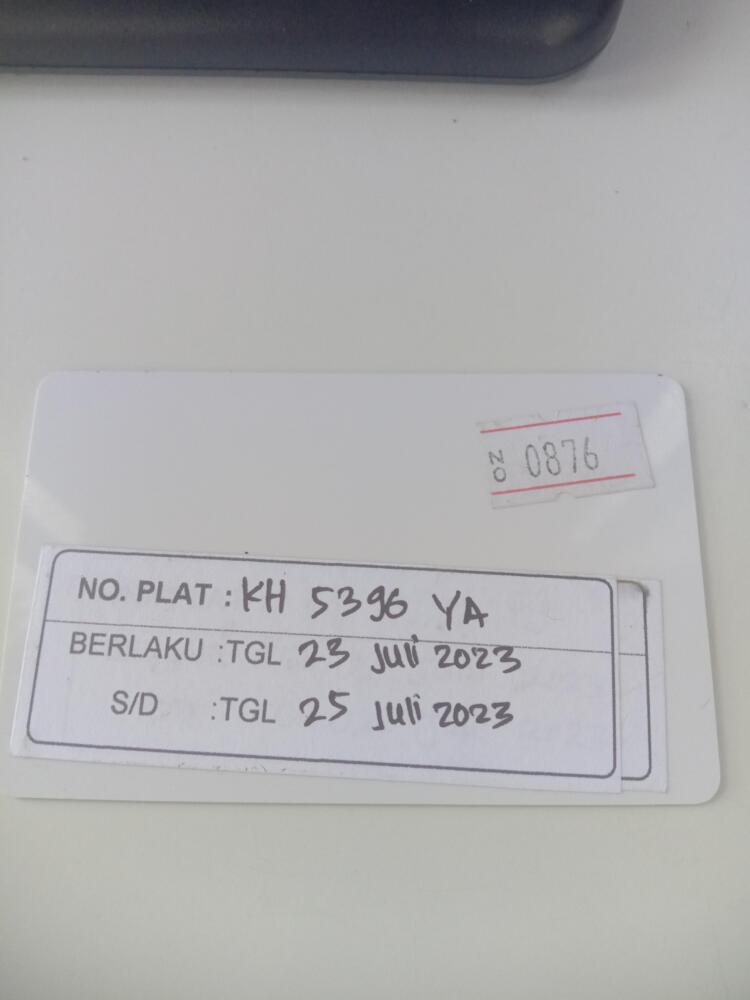 NO 0876
NO. PLAT : KH 5396 YA
BERLAKU : TGL 23 Juli 2023
S/D : TGL 25 Juli 2023